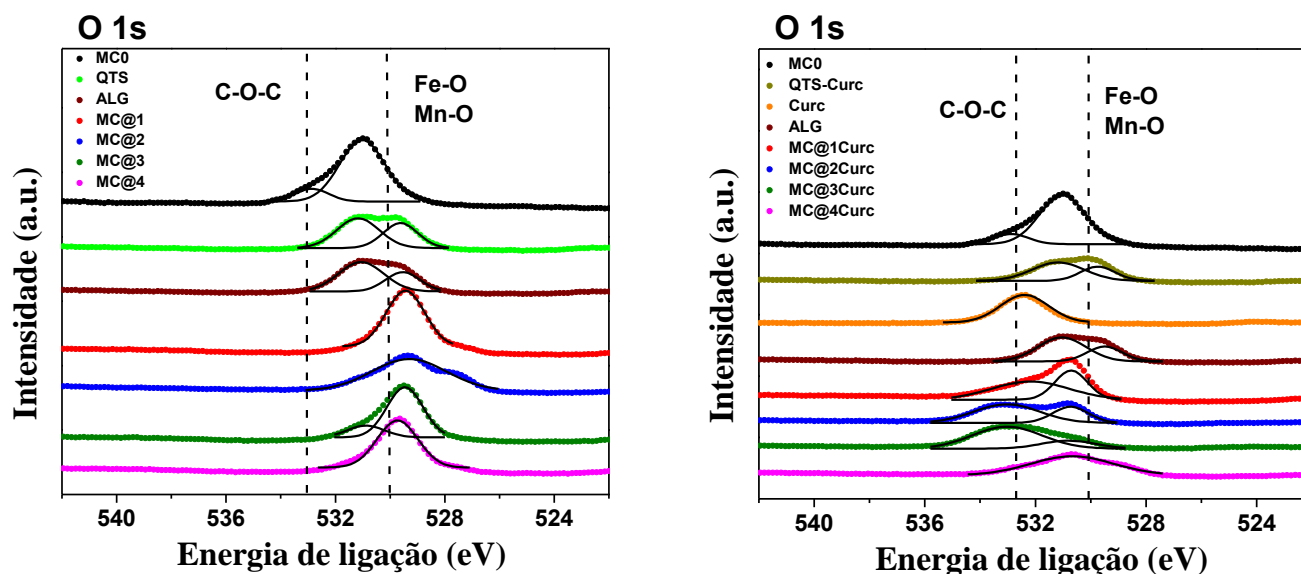 O 1s
MC0
QTS
ALG
MC@1
MC@2
MC@3
MC@4
C-O-C
Fe-O
Mn-O
Intensidade (a.u.)
540 536 532 528 524
Energia de ligação (eV)
O 1s
MC0
QTS-Curc
Curc
ALG
MC@1Curc
MC@2Curc
MC@3Curc
MC@4Curc
C-O-C
Fe-O
Mn-O
Intensidade (a.u.)
540 536 532 528 524
Energia de ligação (eV)